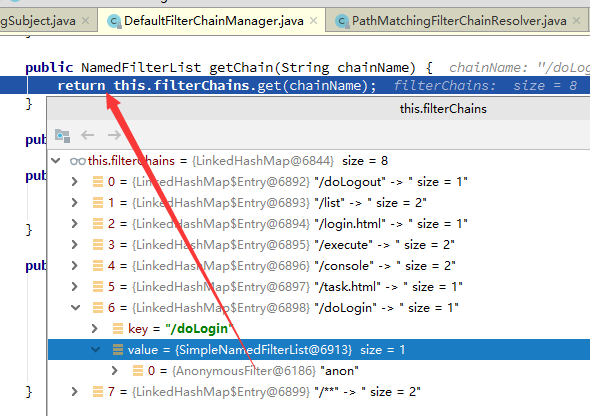 gSubject.java × DefaultFilterChainManager.java × PathMatchingFilterChainResolver.java ×
public NamedFilterList getChain(String chainName) { chainName: "/doLogin
return this.filterChains.get(chainName); filterChains: size = 8
}
this.filterChains
pu
oo this.filterChains = {LinkedHashMap@6844} size = 8
pu
0 = {LinkedHashMap$Entry@6892} "/doLogout" -> " size = 1"
1 = {LinkedHashMap$Entry@6893} "/list" -> " size = 2"
}
2 = {LinkedHashMap$Entry@6894} "/login.html" -> " size = 1"
3 = {LinkedHashMap$Entry@6895} "/execute" -> " size = 2"
pu
4 = {LinkedHashMap$Entry@6896} "/console" -> " size = 2"
5 = {LinkedHashMap$Entry@6897} "/task.html" -> " size = 1"
6 = {LinkedHashMap$Entry@6898} "/doLogin" -> " size = 1"
key = "/doLogin"
value = {SimpleNamedFilterList@6913} size = 1
0 = {AnonymousFilter@6186} "anon"
}
7 = {LinkedHashMap$Entry@6899} "/**" -> " size = 2"